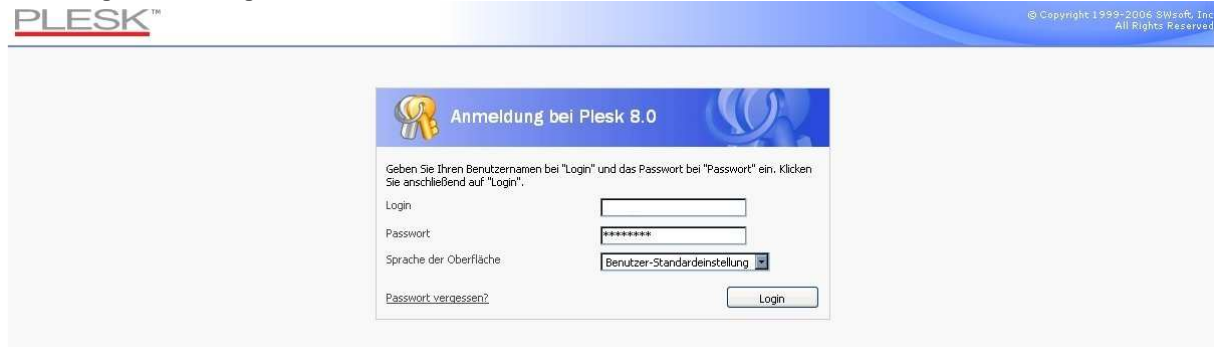 PLESK™
© Copyright 1999-2006 SWsoft, Inc
All Rights Reserved
Anmeldung bei Plesk 8.0
Geben Sie Ihren Benutzernamen bei "Login" und das Passwort bei "Passwort" ein. Klicken
Sie anschließend auf "Login".
Login
Passwort ********
Sprache der Oberfläche Benutzer-Standardeinstellung
Passwort vergessen? Login